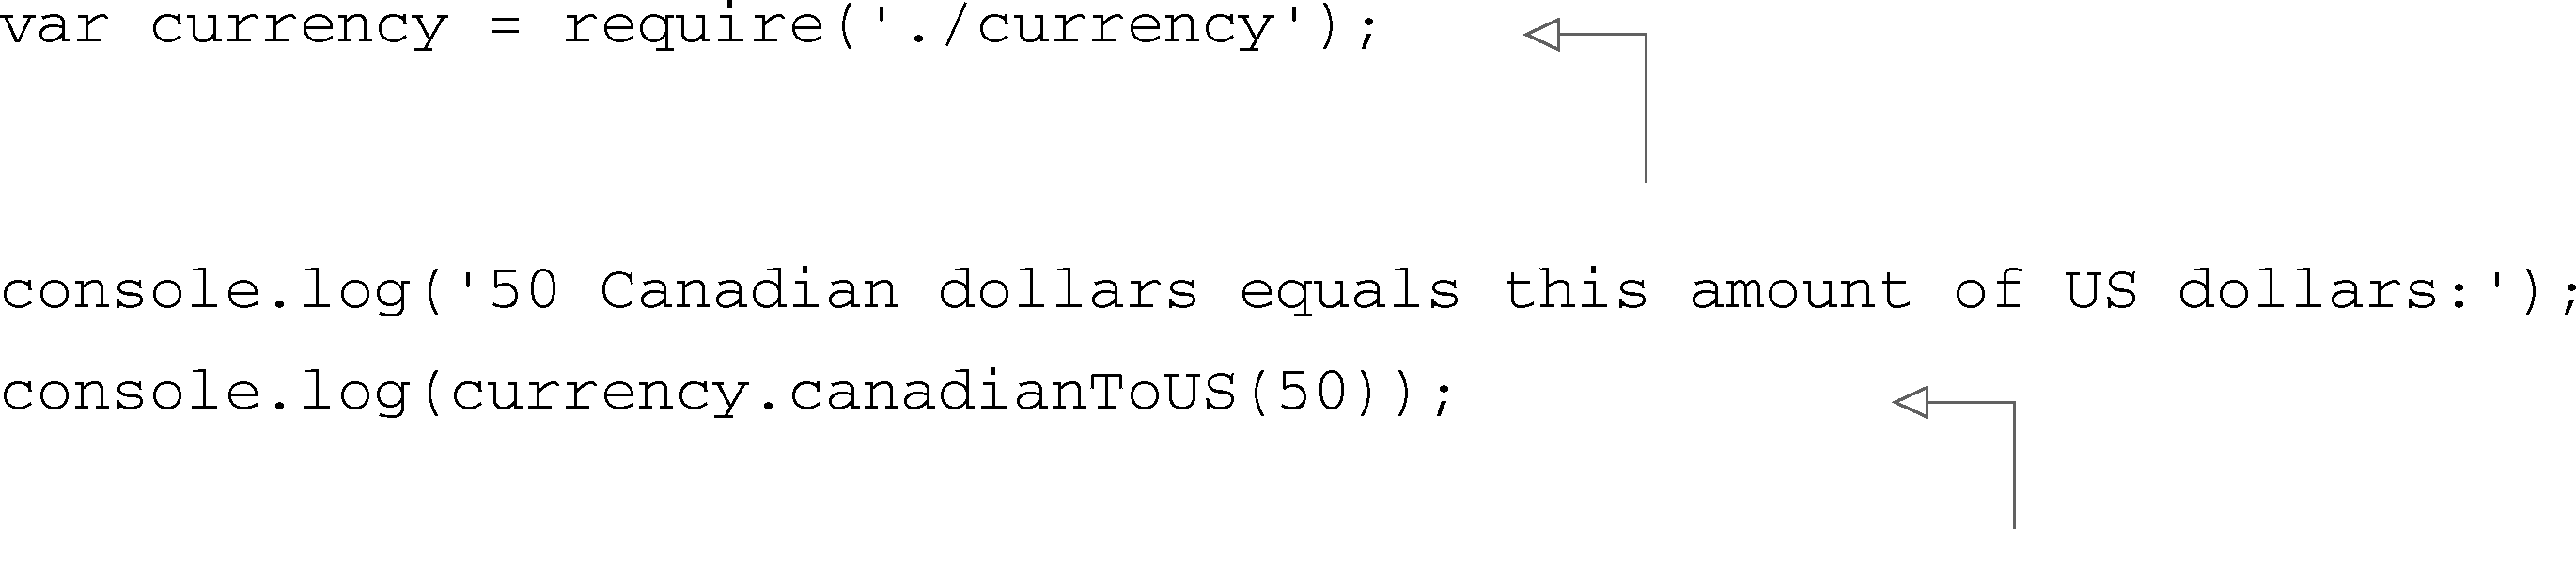 var currency = require('./currency');
console.log('50 Canadian dollars equals this amount of US dollars:');
console.log(currency.canadianToUS(50));